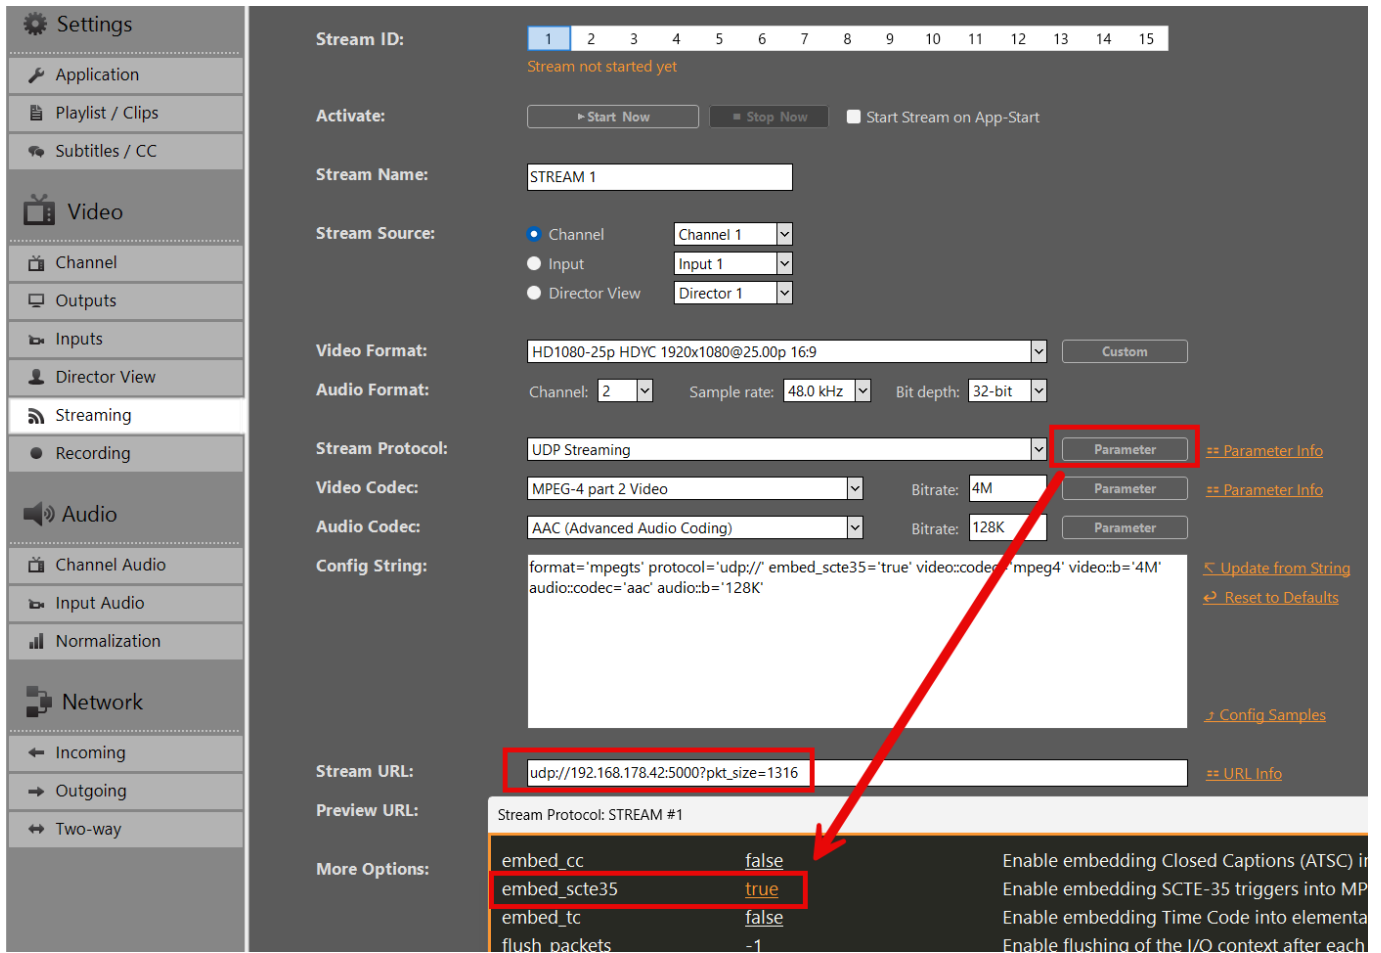 Settings
Application
Playlist / Clips
Subtitles / CC
Video
Channel
Outputs
Inputs
Director View
Streaming
Recording
Audio
Channel Audio
Input Audio
Normalization
Network
Incoming
Outgoing
Two-way
Stream ID: 1 2 3 4 5 6 7 8 9 10 11 12 13 14 15
Stream not started yet
Activate: Start Now Stop Now Start Stream on App-Start
Stream Name: STREAM 1
Stream Source: Channel Channel 1
Input Input 1
Director View Director 1
Video Format: HD1080-25p HDYC 1920x1080@25.00p 16:9 Custom
Audio Format: Channel: 2 Sample rate: 48.0 kHz Bit depth: 32-bit
Stream Protocol: UDP Streaming Parameter Parameter Info
Video Codec: MPEG-4 part 2 Video Bitrate: 4M Parameter Parameter Info
Audio Codec: AAC (Advanced Audio Coding) Bitrate: 128K Parameter
Config String: format='mpegts' protocol='udp://' embed_scte35='true' video::codec='mpeg4' video::b='4M' Update from String
audio::codec='aac' audio::b='128K' Reset to Defaults
Config Samples
Stream URL: udp://192.168.178.42:5000?pkt_size=1316 URL Info
Preview URL:
Stream Protocol: STREAM #1
More Options:
embed_cc false Enable embedding Closed Captions (ATSC) in
embed_scte35 true Enable embedding SCTE-35 triggers into MP
embed_tc false Enable embedding Time Code into elementa
flush_packets -1 Enable flushing of the I/O context after each